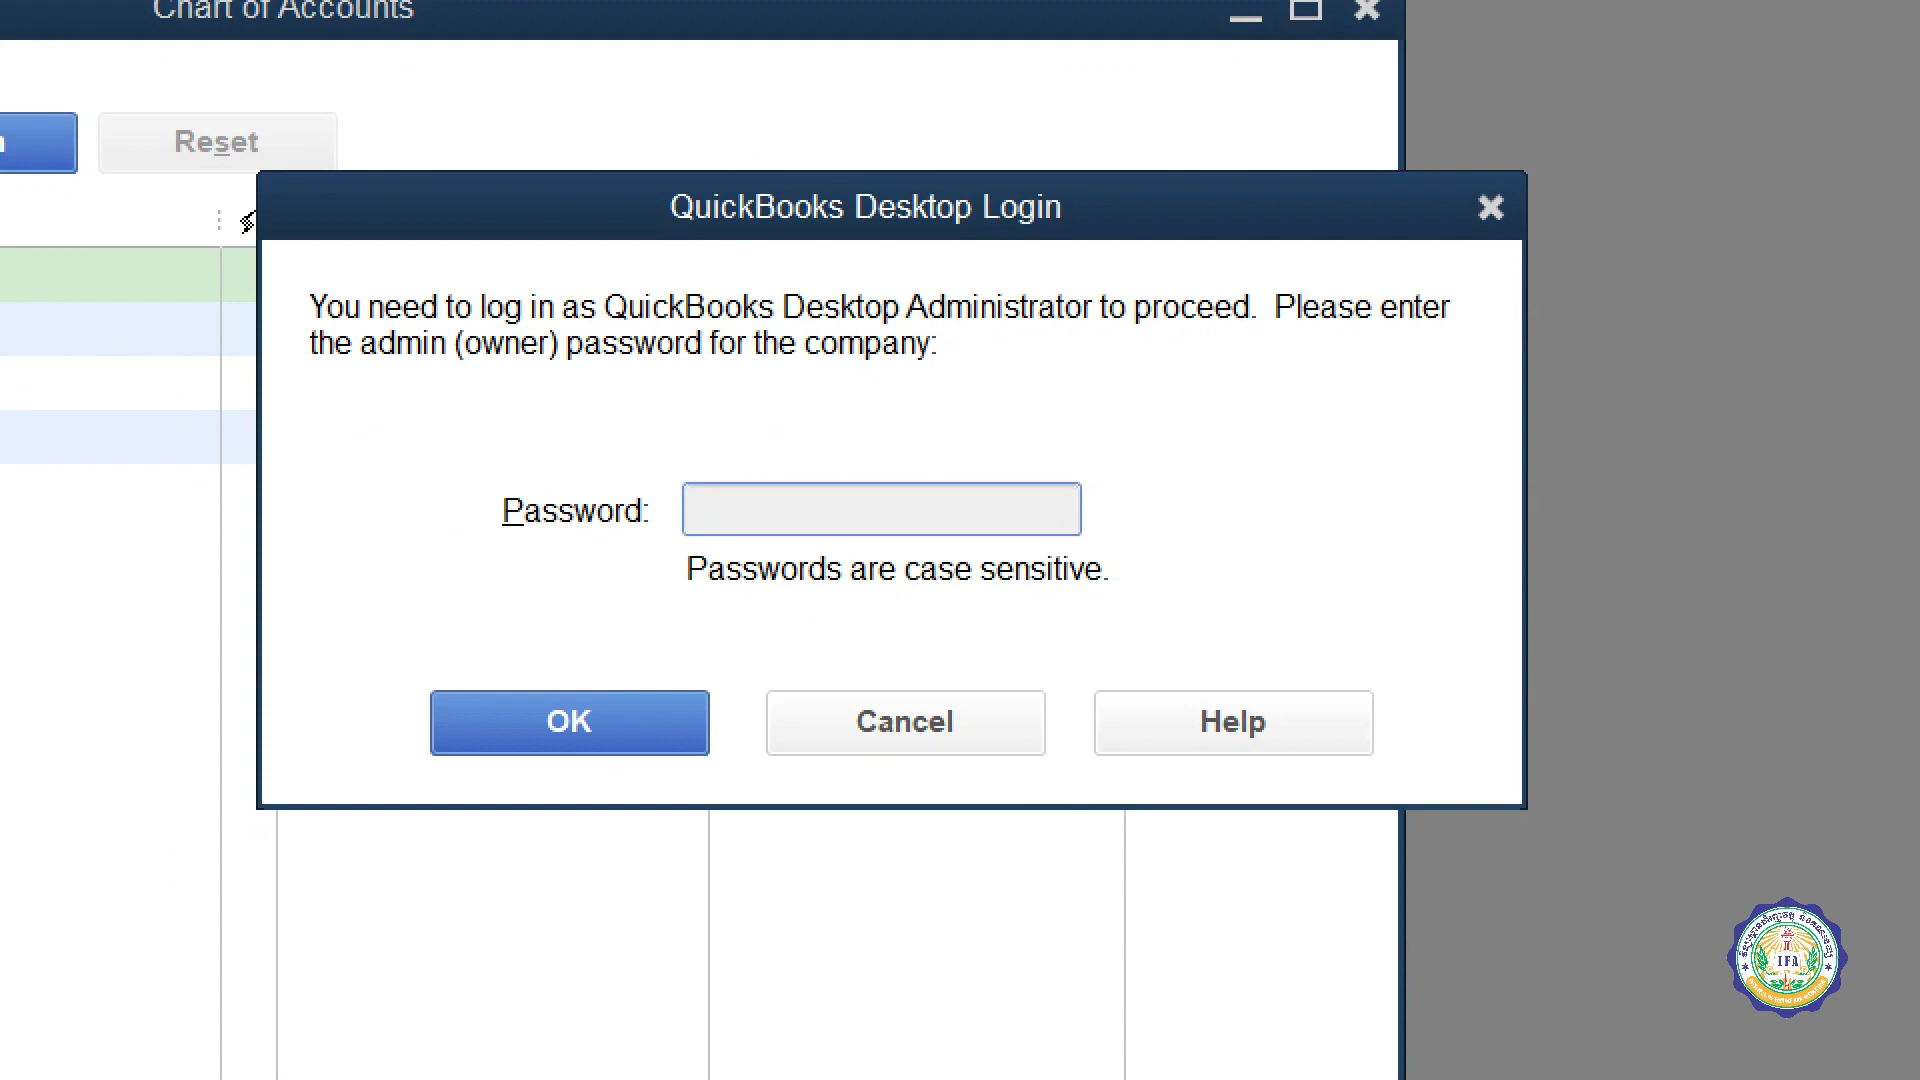 Chart of Accounts
Reset
QuickBooks Desktop Login
You need to log in as QuickBooks Desktop Administrator to proceed.  Please enter
the admin (owner) password for the company:
Password:
Passwords are case sensitive.
OK
Cancel
Help
IFA